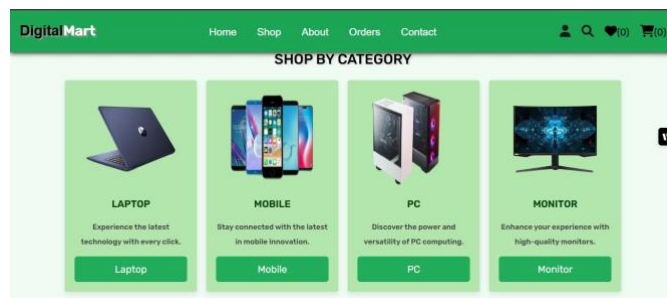 DigitalMart Home Shop About Orders Contact (0) (0)
SHOP BY CATEGORY
LAPTOP MOBILE PC MONITOR
Experience the latest Stay connected with the latest Discover the power and Enhance your experience with
technology with every click. in mobile innovation. versatility of PC computing. high-quality monitors.
Laptop Mobile PC Monitor